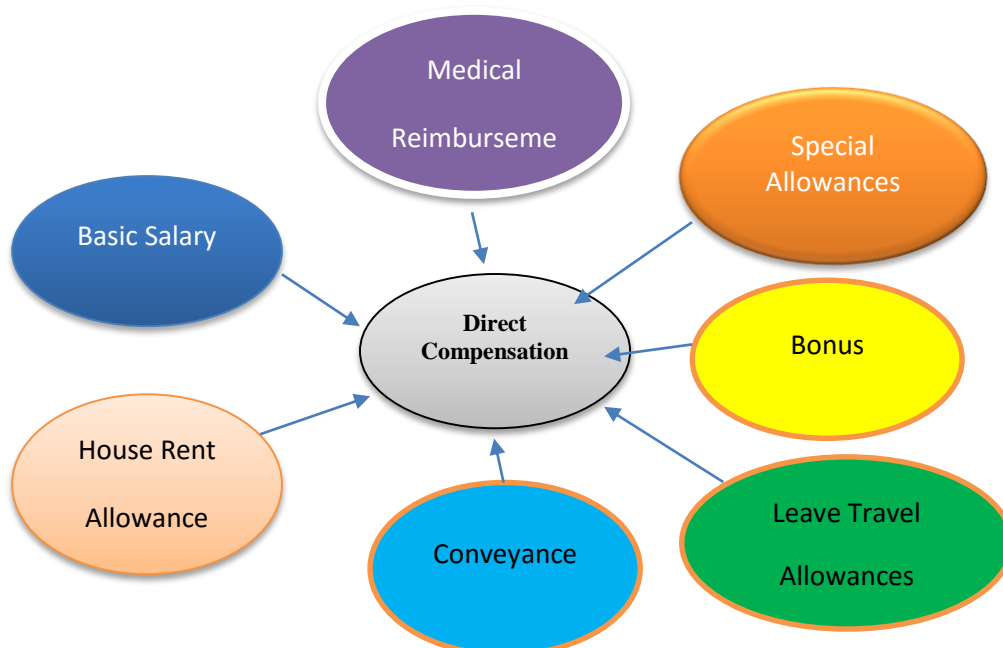 Medical
Reimburseme
Special
Allowances
Basic Salary
Direct
Compensation
Bonus
House Rent
Allowance
Conveyance
Leave Travel
Allowances